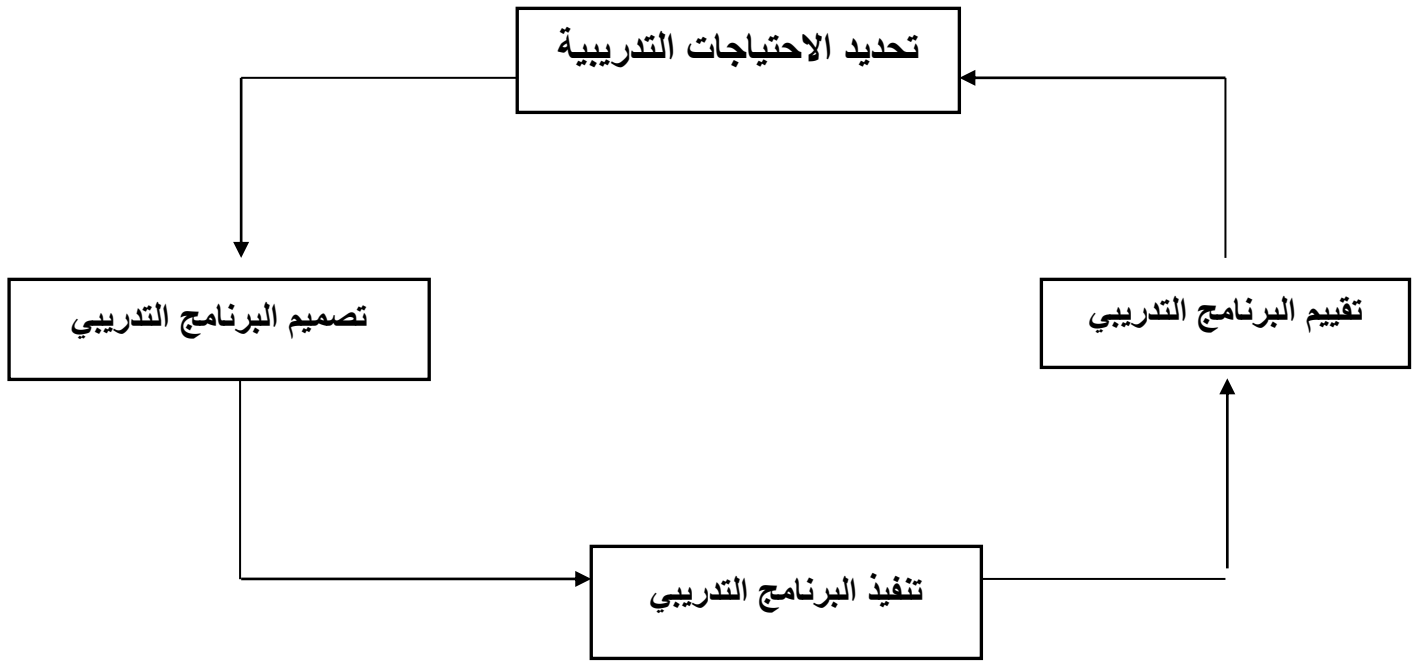 تحديد الاحتياجات التدريبية
تصميم البرنامج التدريبي
تقييم البرنامج التدريبي
تنفيذ البرنامج التدريبي